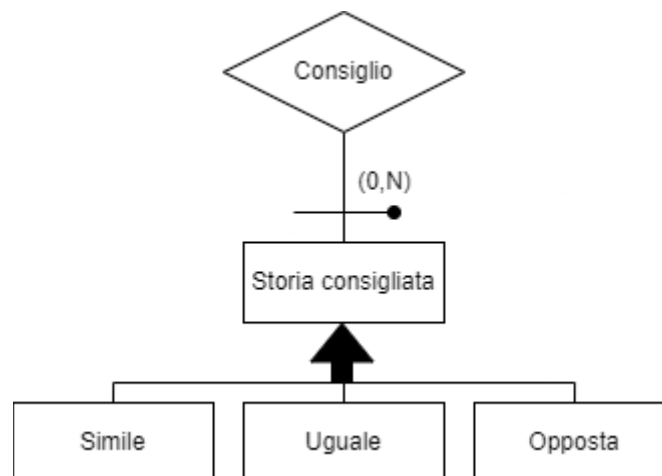 Consiglio
(0,N)
Storia consigliata
Simile
Uguale
Opposta